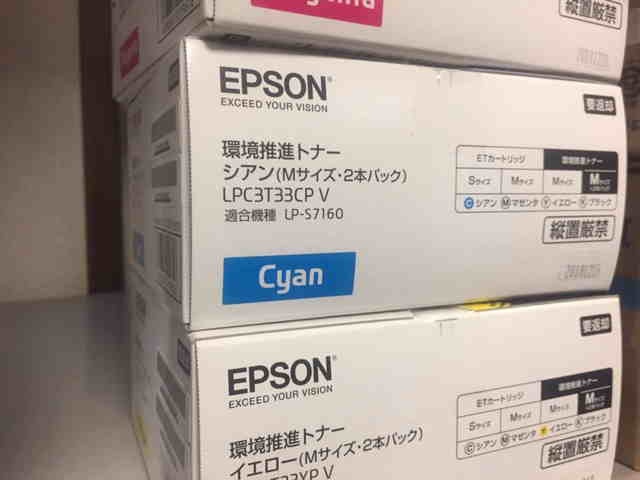 縦置厳禁
EPSON
EXCEED YOUR VISION
要返却
環境推進トナー
シアン(Mサイズ・2本パック)
LPC3T33CP V
適合機種 LP-S7160
Cyan
ETカートリッジ 環境推進トナー
Sサイズ Mサイズ Mサイズ Mサイズ
Ⓒシアン Ⓜマゼンタ Ⓨイエロー Ⓚブラック
縦置厳禁
EPSON
EXCEED YOUR VISION
要返却
環境推進トナー
イエロー(Mサイズ・2本パック)
ETカートリッジ 環境推進トナー
Sサイズ Mサイズ Mサイズ Mサイズ
Ⓒシアン Ⓜマゼンタ Ⓨイエロー Ⓚブラック
縦置厳禁